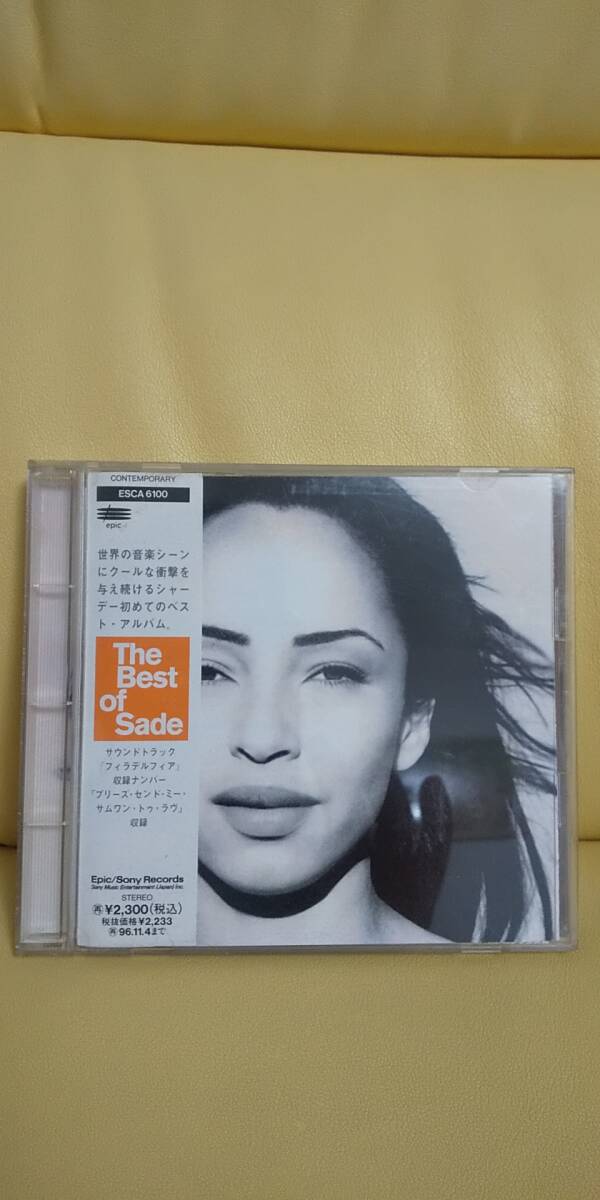 CONTEMPORARY
ESCA 6100
epic
世界の音楽シーン
にクールな衝撃を
与え続けるシャー
デー初めてのベス
ト・アルバム。
The
Best
of
Sade
サウンドトラック
「フィラデルフィア」
収録ナンバー
「プリーズ・センド・ミー・
サムワン・トゥ・ラヴ」
収録
Epic/Sony Records
Sony Music Entertainment (Japan) Inc.
STEREO
再¥2,300(税込)
税抜価格¥2,233
再96.11.4まで